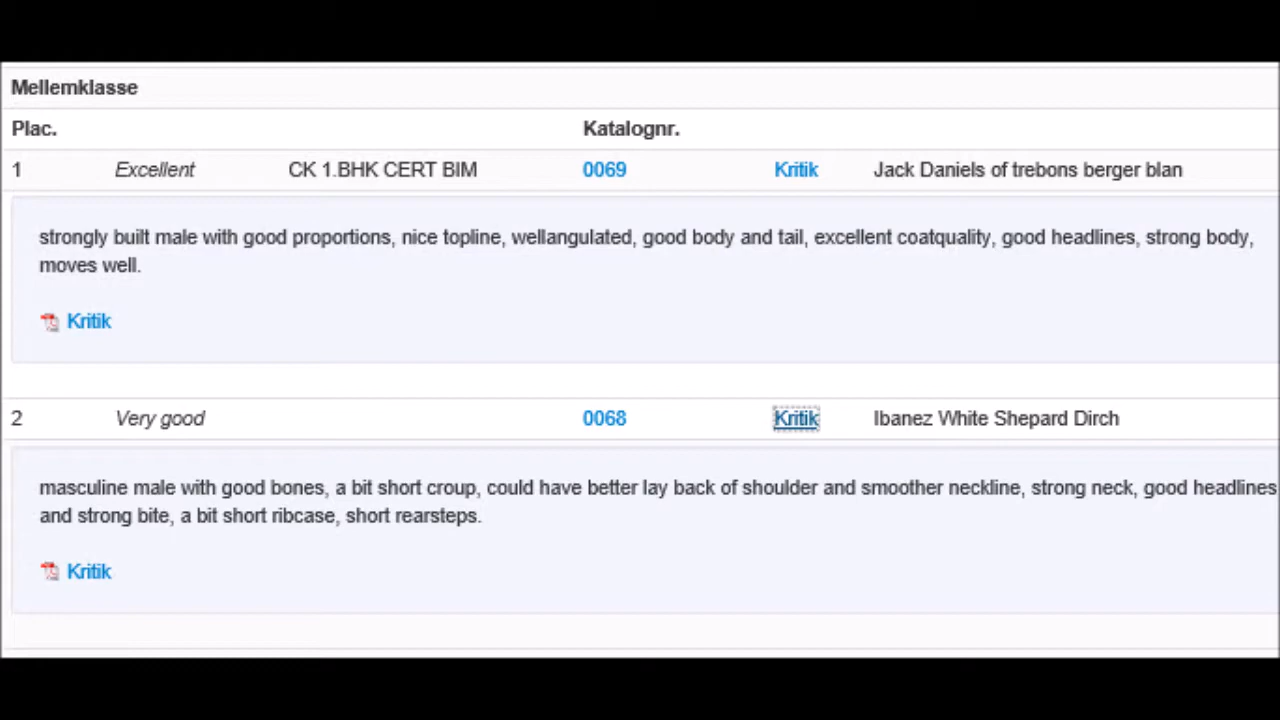 Mellemklasse
Plac. Katalognr.
1 Excellent CK 1.BHK CERT BIM 0069 Kritik Jack Daniels of trebons berger blan
strongly built male with good proportions, nice topline, wellangulated, good body and tail, excellent coatquality, good headlines, strong body,
moves well.
Kritik
2 Very good 0068 Kritik Ibanez White Shepard Dirch
masculine male with good bones, a bit short croup, could have better lay back of shoulder and smoother neckline, strong neck, good headlines
and strong bite, a bit short ribcase, short rearsteps.
Kritik